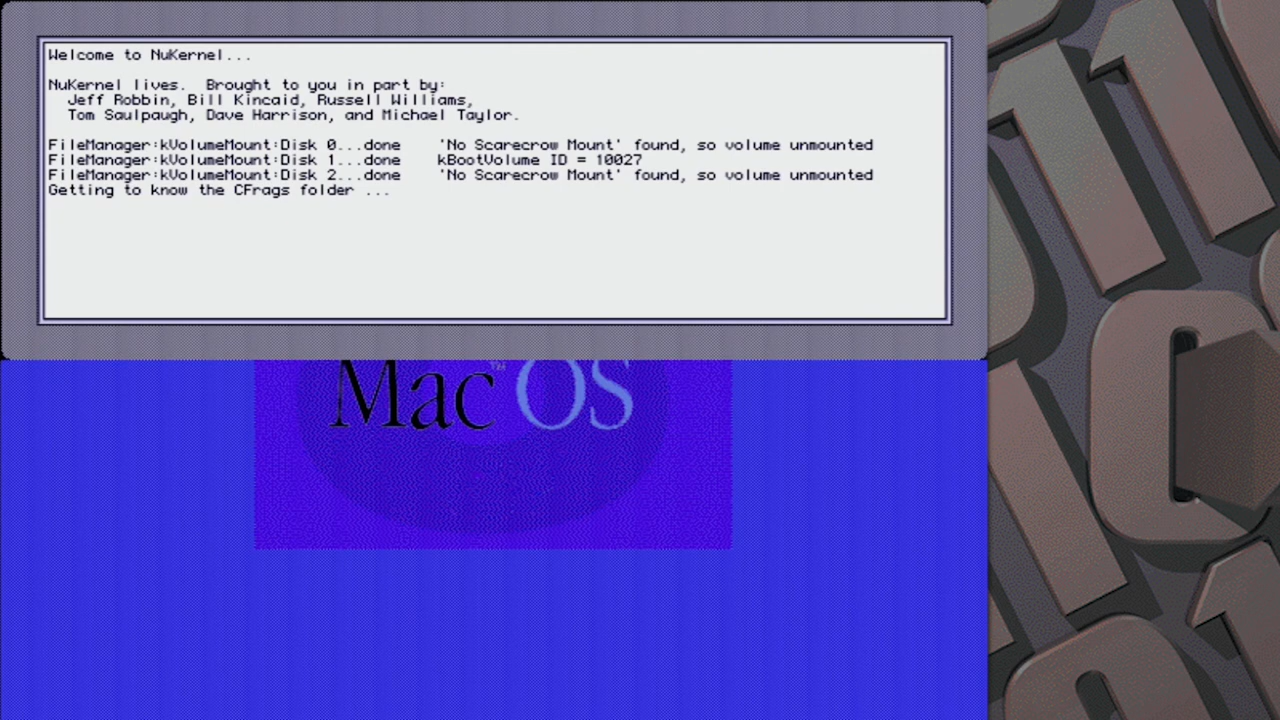 Welcome to NuKernel...
NuKernel lives.  Brought to you in part by:
Jeff Robbin, Bill Kincaid, Russell Williams,
Tom Saulpaugh, Dave Harrison, and Michael Taylor.
FileManager:kVolumeMount:Disk 0...done    'No Scarecrow Mount' found, so volume unmounted
FileManager:kVolumeMount:Disk 1...done    kBootVolume ID = 10027
FileManager:kVolumeMount:Disk 2...done    'No Scarecrow Mount' found, so volume unmounted
Getting to know the CFrags folder ...
Mac™ OS